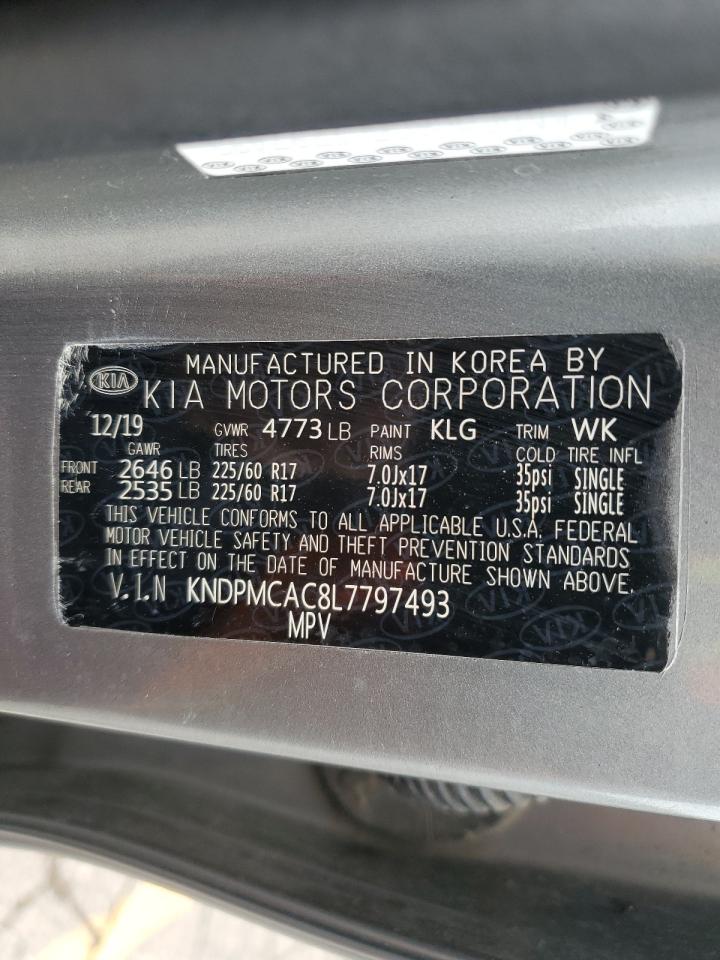 MANUFACTURED IN KOREA BY
KIA KIA MOTORS CORPORATION
12/19 GVWR 4773 LB PAINT KLG TRIM WK
GAWR TIRES RIMS COLD TIRE INFL
FRONT 2646 LB 225/60 R17 7.0Jx17 35psi SINGLE
REAR 2535 LB 225/60 R17 7.0Jx17 35psi SINGLE
THIS VEHICLE CONFORMS TO ALL APPLICABLE U.S.A. FEDERAL
MOTOR VEHICLE SAFETY AND THEFT PREVENTION STANDARDS
IN EFFECT ON THE DATE OF MANUFACTURE SHOWN ABOVE.
V.I.N KNDPMCAC8L7797493
MPV